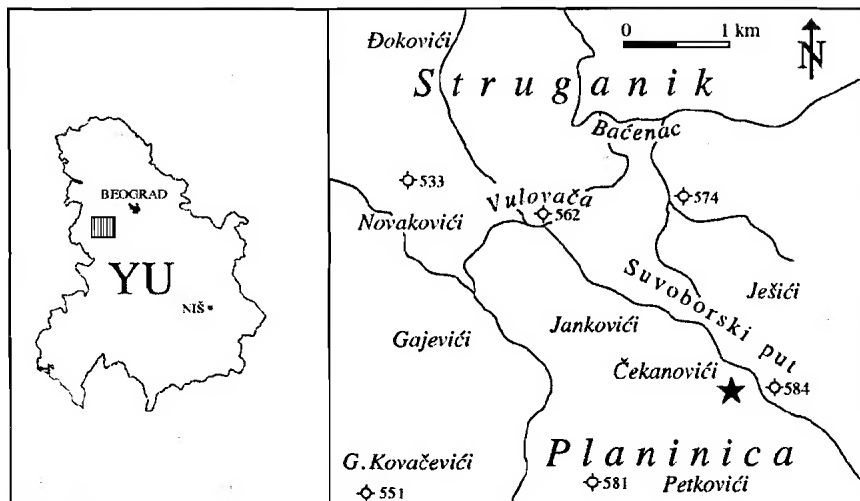 BEOGRAD
YU
NIŠ
0 1 km
N
Đokovići
Struganik
Baćenac
533
574
Vulovača
562
Novakovići
Suvoborski put
Ješići
Gajevići
Jankovići
Čekanovići
584
Planinica
G. Kovačevići
581
Petkovići
551